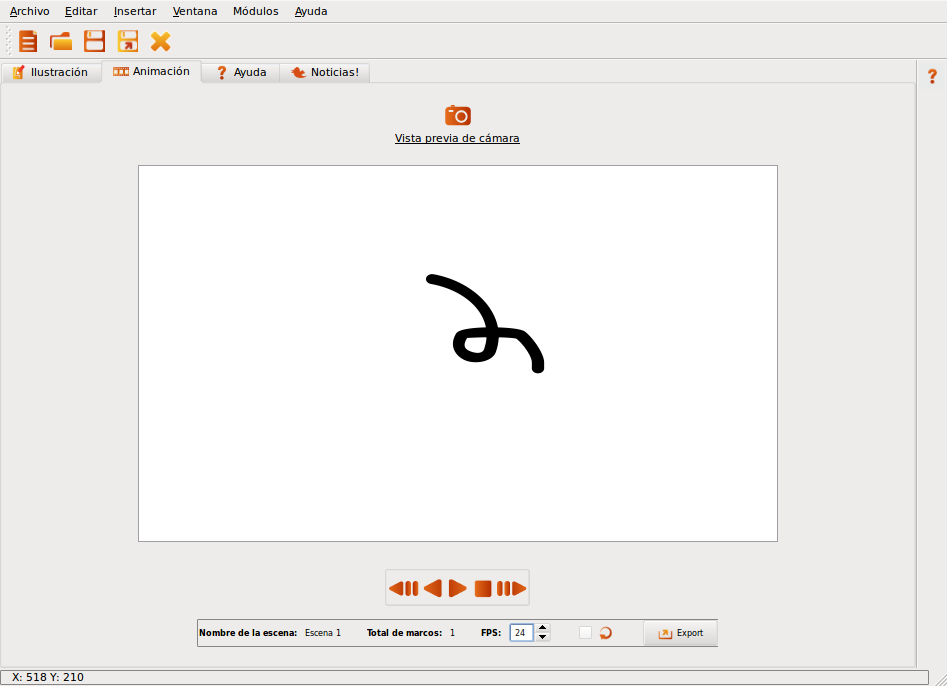 Archivo Editar Insertar Ventana Módulos Ayuda
Ilustración Animación ? Ayuda Noticias! ?
Vista previa de cámara
Nombre de la escena: Escena 1 Total de marcos: 1 FPS: 24 Export
X: 518 Y: 210